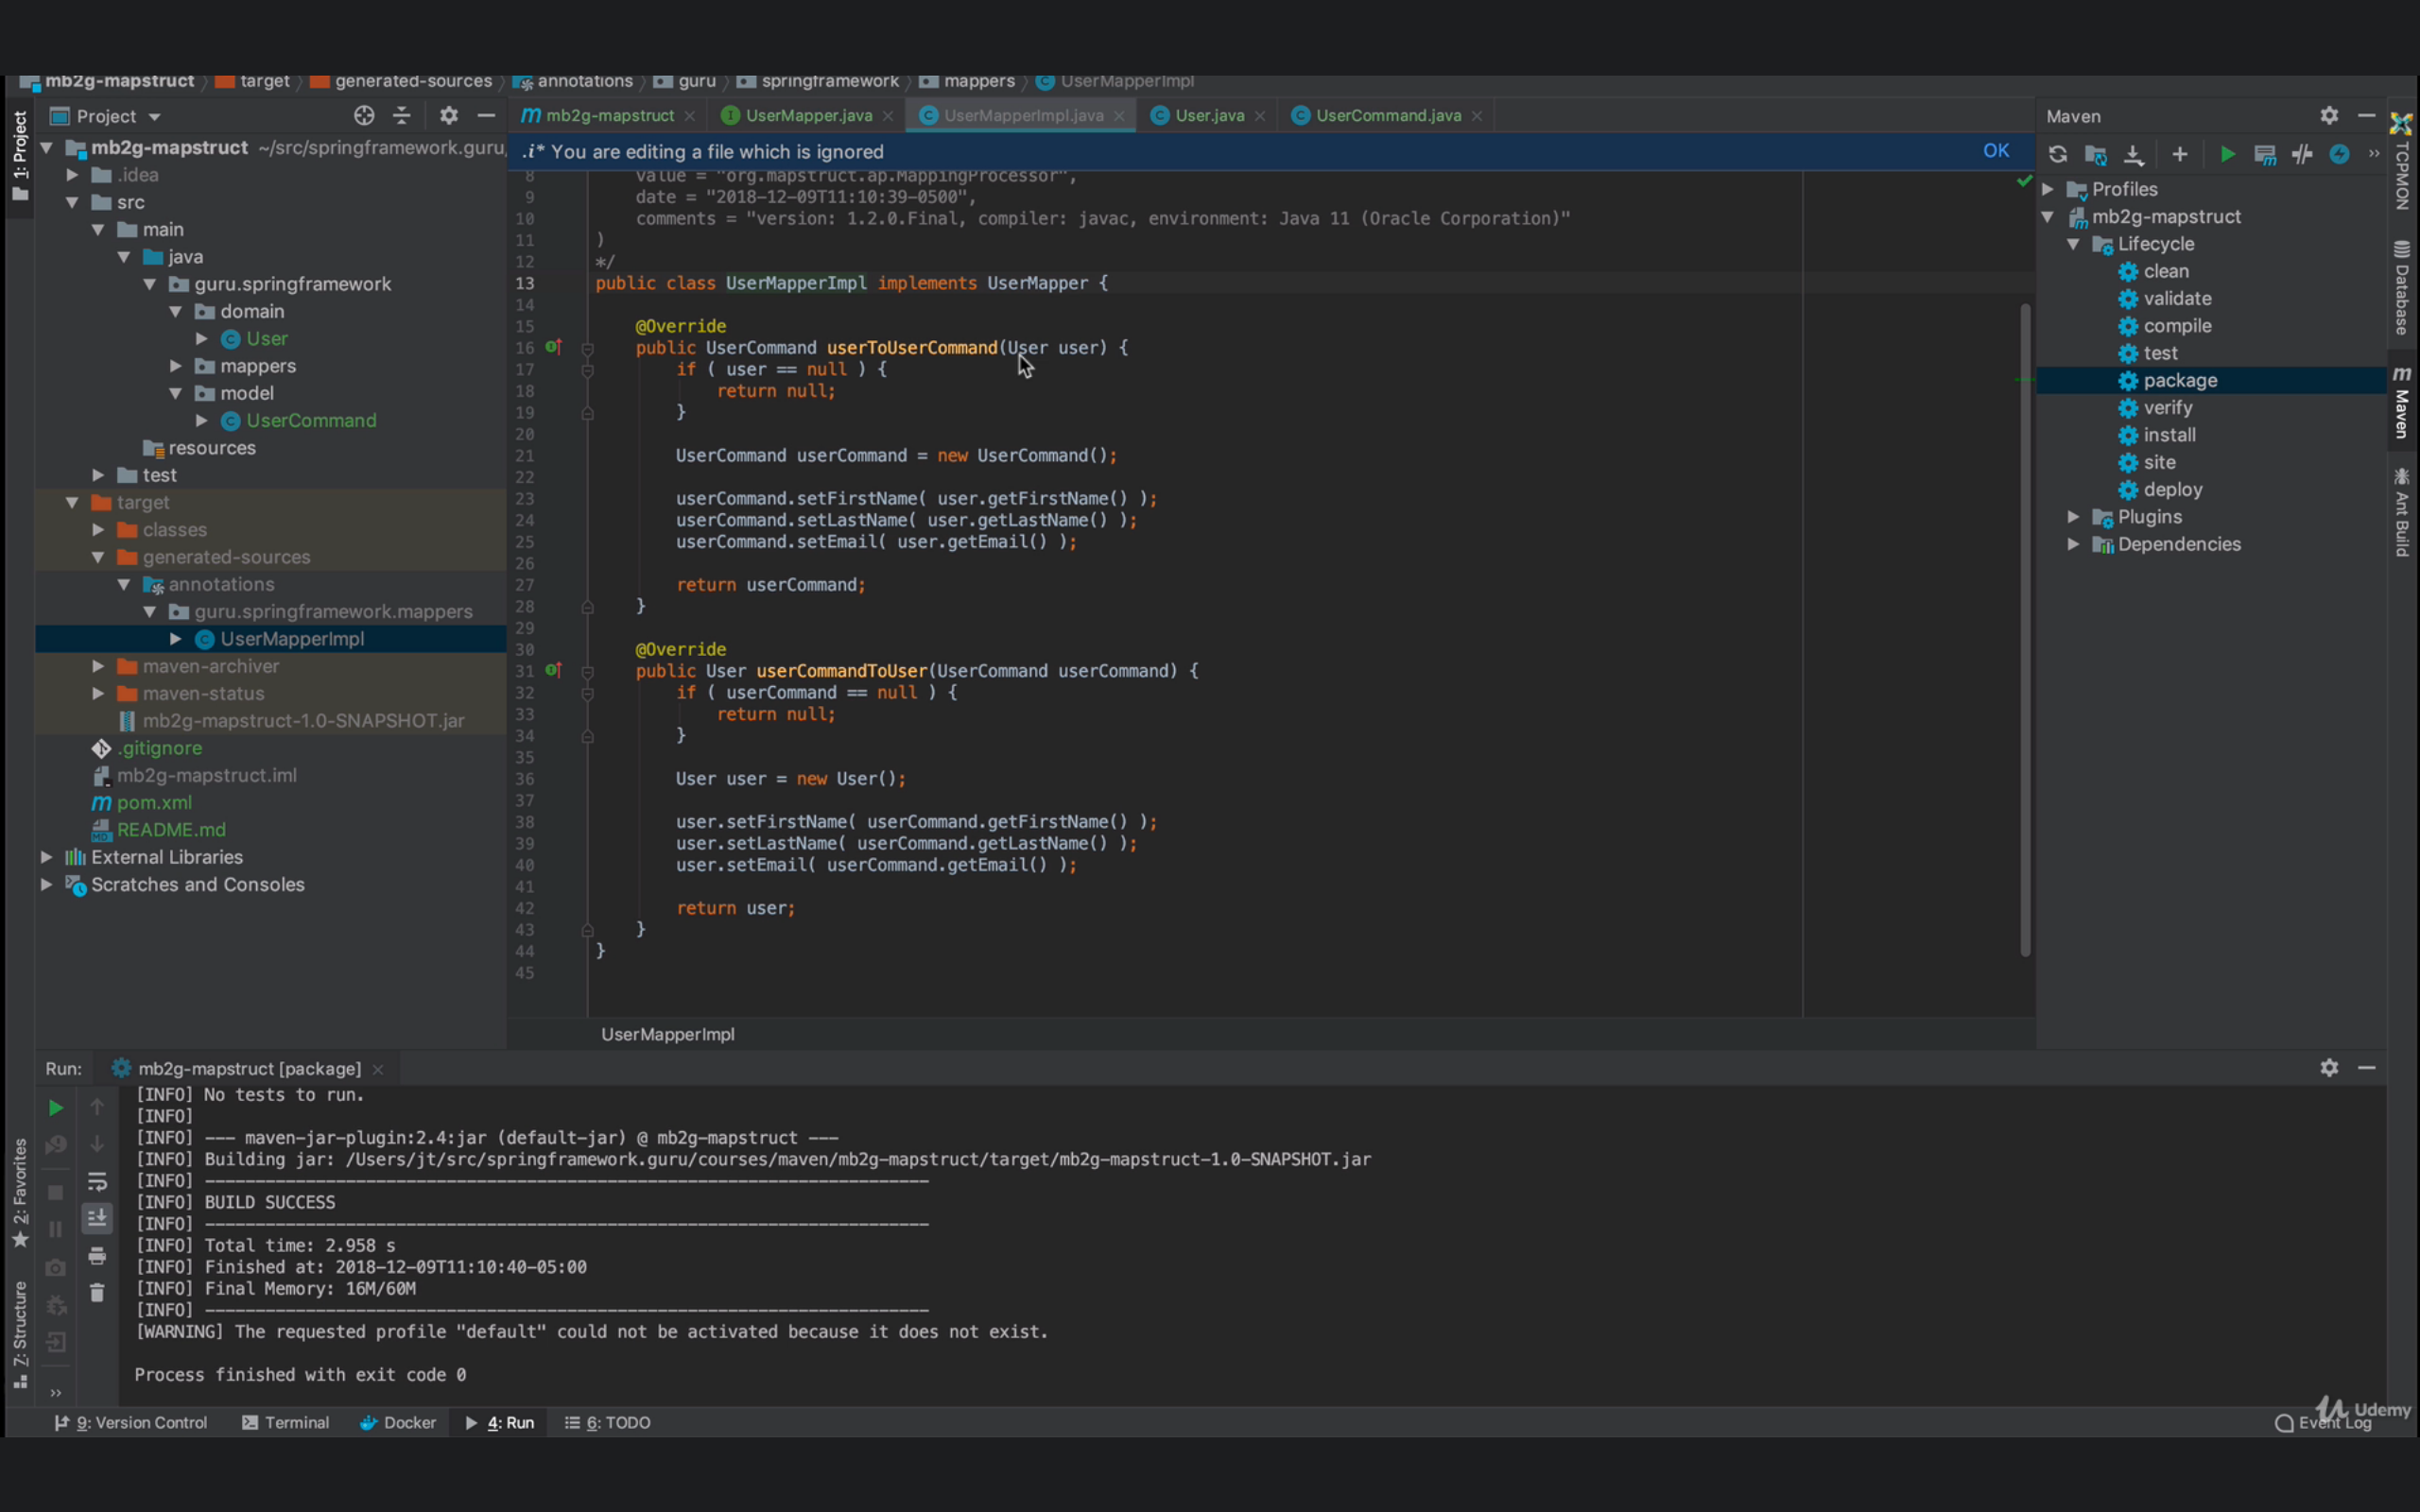 mb2g-mapstruct target generated-sources annotations guru springframework mappers UserMapperImpl
1: Project
Project
mb2g-mapstruct ~/src/springframework.guru/
.idea
src
main
java
guru.springframework
domain
User
mappers
model
UserCommand
resources
test
target
classes
generated-sources
annotations
guru.springframework.mappers
UserMapperImpl
maven-archiver
maven-status
mb2g-mapstruct-1.0-SNAPSHOT.jar
.gitignore
mb2g-mapstruct.iml
pom.xml
README.md
External Libraries
Scratches and Consoles
mb2g-mapstruct UserMapper.java UserMapperImpl.java User.java UserCommand.java
.i* You are editing a file which is ignored OK
8 value = "org.mapstruct.ap.MappingProcessor",
9 date = "2018-12-09T11:10:39-0500",
10 comments = "version: 1.2.0.Final, compiler: javac, environment: Java 11 (Oracle Corporation)"
11 )
12 */
13 public class UserMapperImpl implements UserMapper {
14
15 @Override
16 public UserCommand userToUserCommand(User user) {
17 if ( user == null ) {
18 return null;
19 }
20
21 UserCommand userCommand = new UserCommand();
22
23 userCommand.setFirstName( user.getFirstName() );
24 userCommand.setLastName( user.getLastName() );
25 userCommand.setEmail( user.getEmail() );
26
27 return userCommand;
28 }
29
30 @Override
31 public User userCommandToUser(UserCommand userCommand) {
32 if ( userCommand == null ) {
33 return null;
34 }
35
36 User user = new User();
37
38 user.setFirstName( userCommand.getFirstName() );
39 user.setLastName( userCommand.getLastName() );
40 user.setEmail( userCommand.getEmail() );
41
42 return user;
43 }
44 }
45
UserMapperImpl
Maven
Profiles
mb2g-mapstruct
Lifecycle
clean
validate
compile
test
package
verify
install
site
deploy
Plugins
Dependencies
TCPMON
Database
Maven
Ant Build
Run: mb2g-mapstruct [package]
[INFO] No tests to run.
[INFO]
[INFO] --- maven-jar-plugin:2.4:jar (default-jar) @ mb2g-mapstruct ---
[INFO] Building jar: /Users/jt/src/springframework.guru/courses/maven/mb2g-mapstruct/target/mb2g-mapstruct-1.0-SNAPSHOT.jar
[INFO] ------------------------------------------------------------------------
[INFO] BUILD SUCCESS
[INFO] ------------------------------------------------------------------------
[INFO] Total time: 2.958 s
[INFO] Finished at: 2018-12-09T11:10:40-05:00
[INFO] Final Memory: 16M/60M
[INFO] ------------------------------------------------------------------------
[WARNING] The requested profile "default" could not be activated because it does not exist.
Process finished with exit code 0
2: Favorites
Z: Structure
9: Version Control Terminal Docker 4: Run 6: TODO
Event Log
Udemy